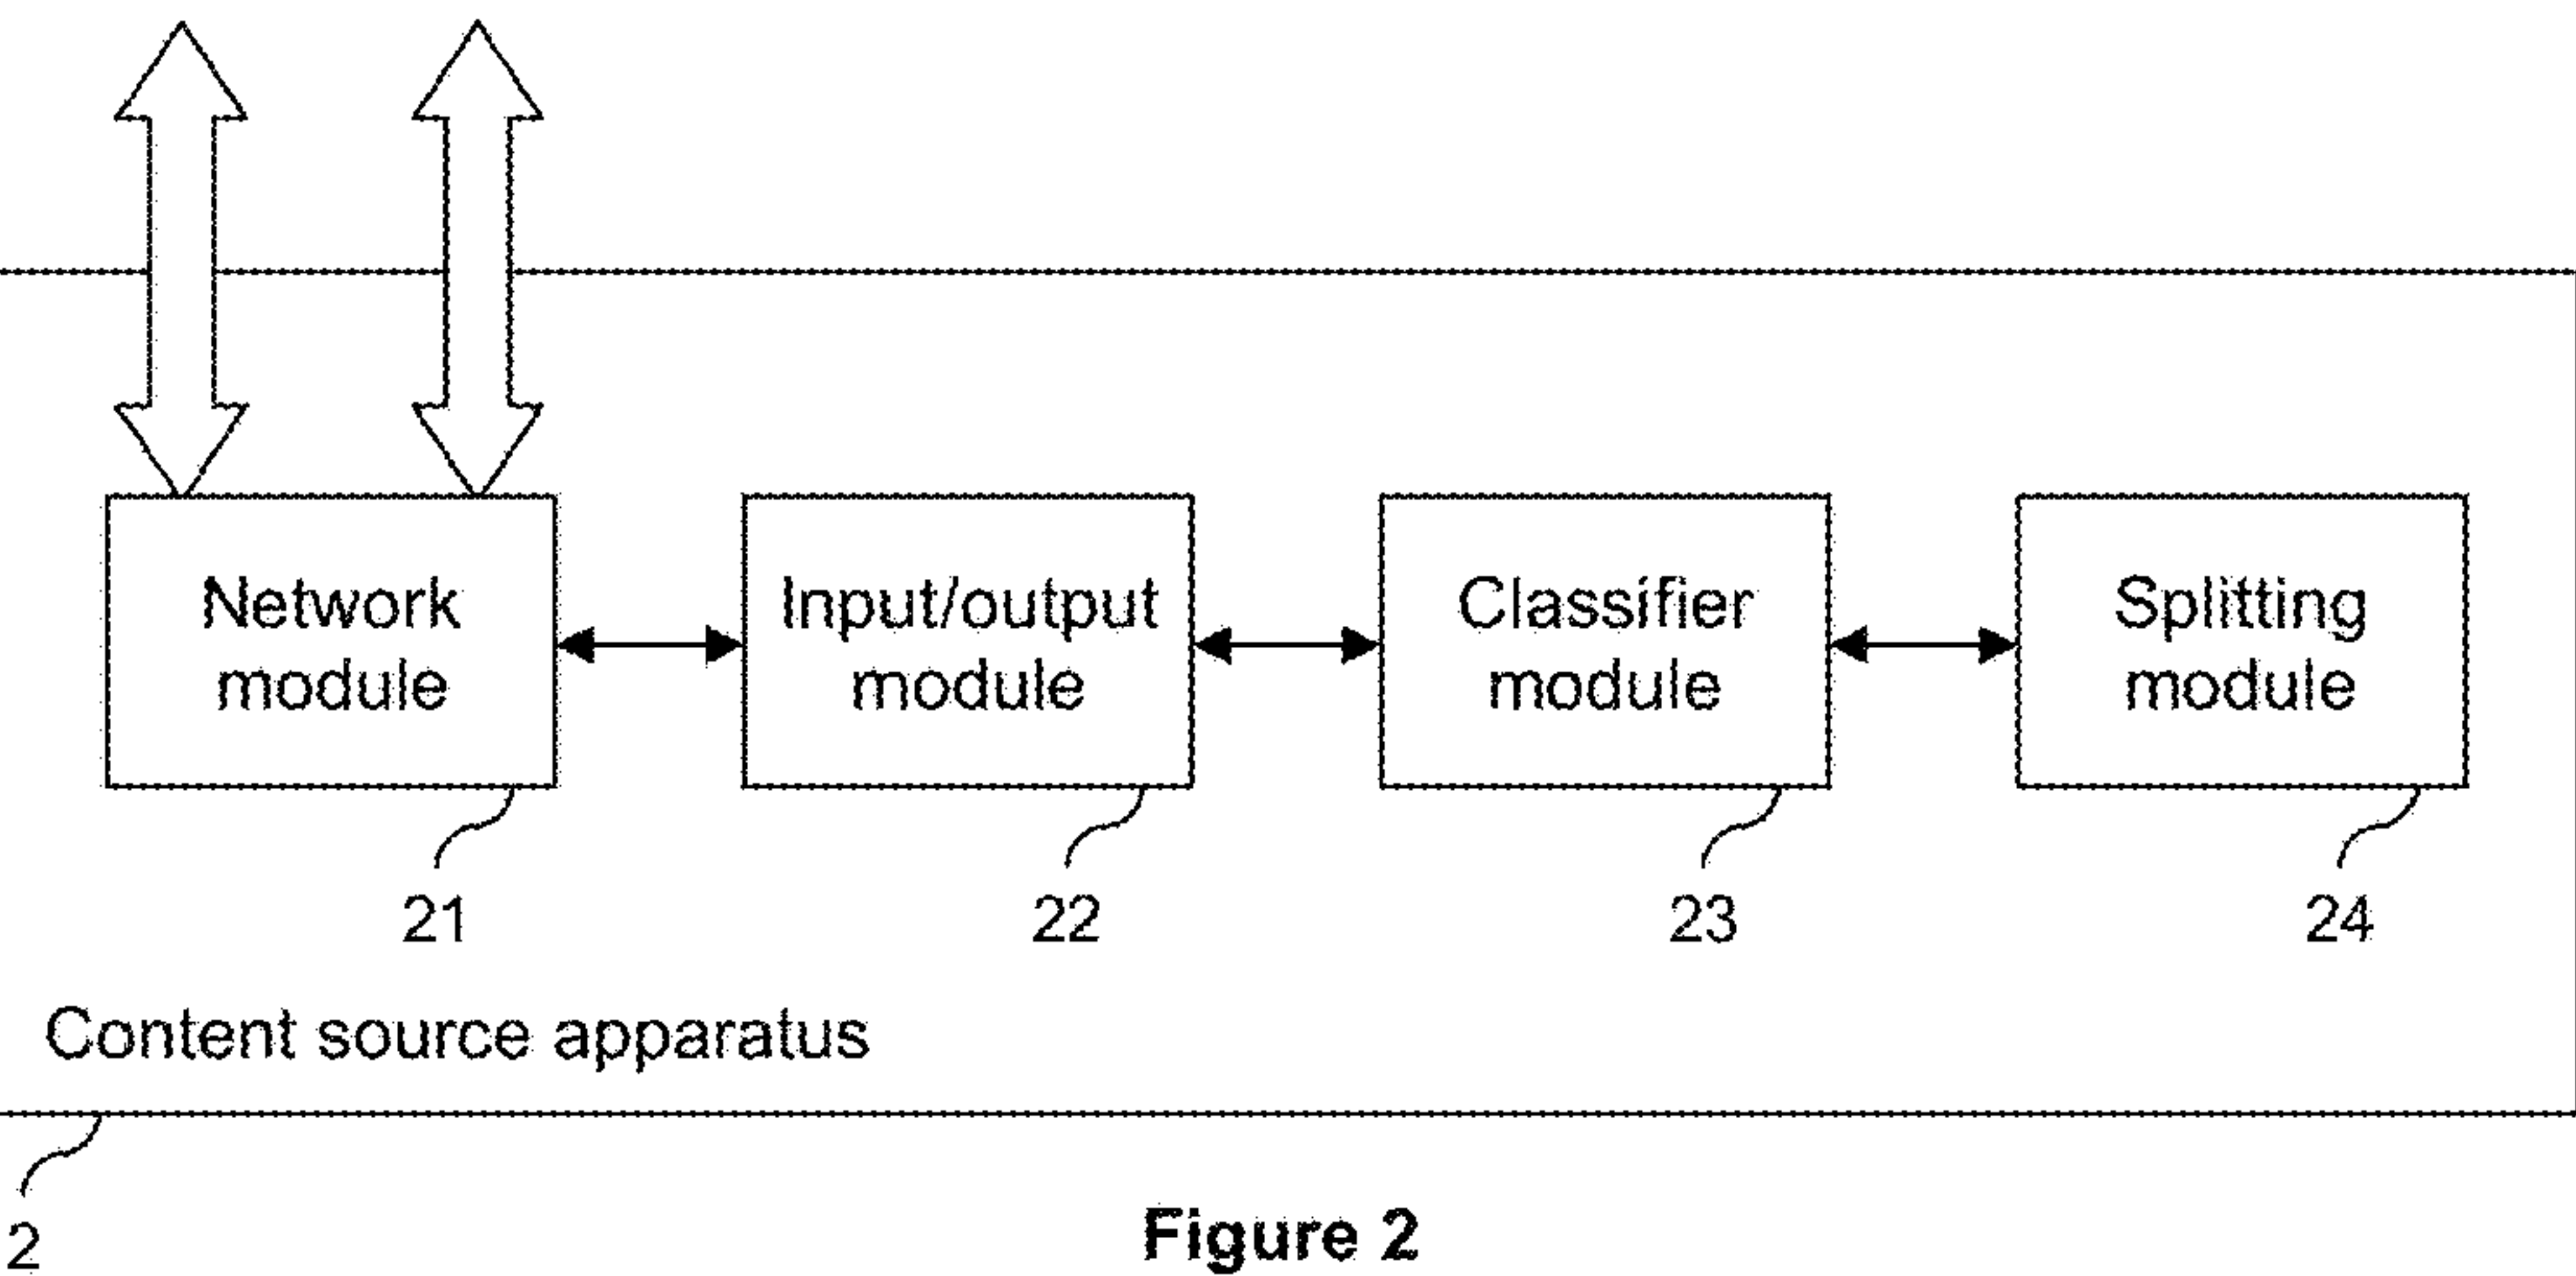 Network
module
Input/output
module
Classifier
module
Splitting
module
21
22
23
24
Content source apparatus
2
Figure 2